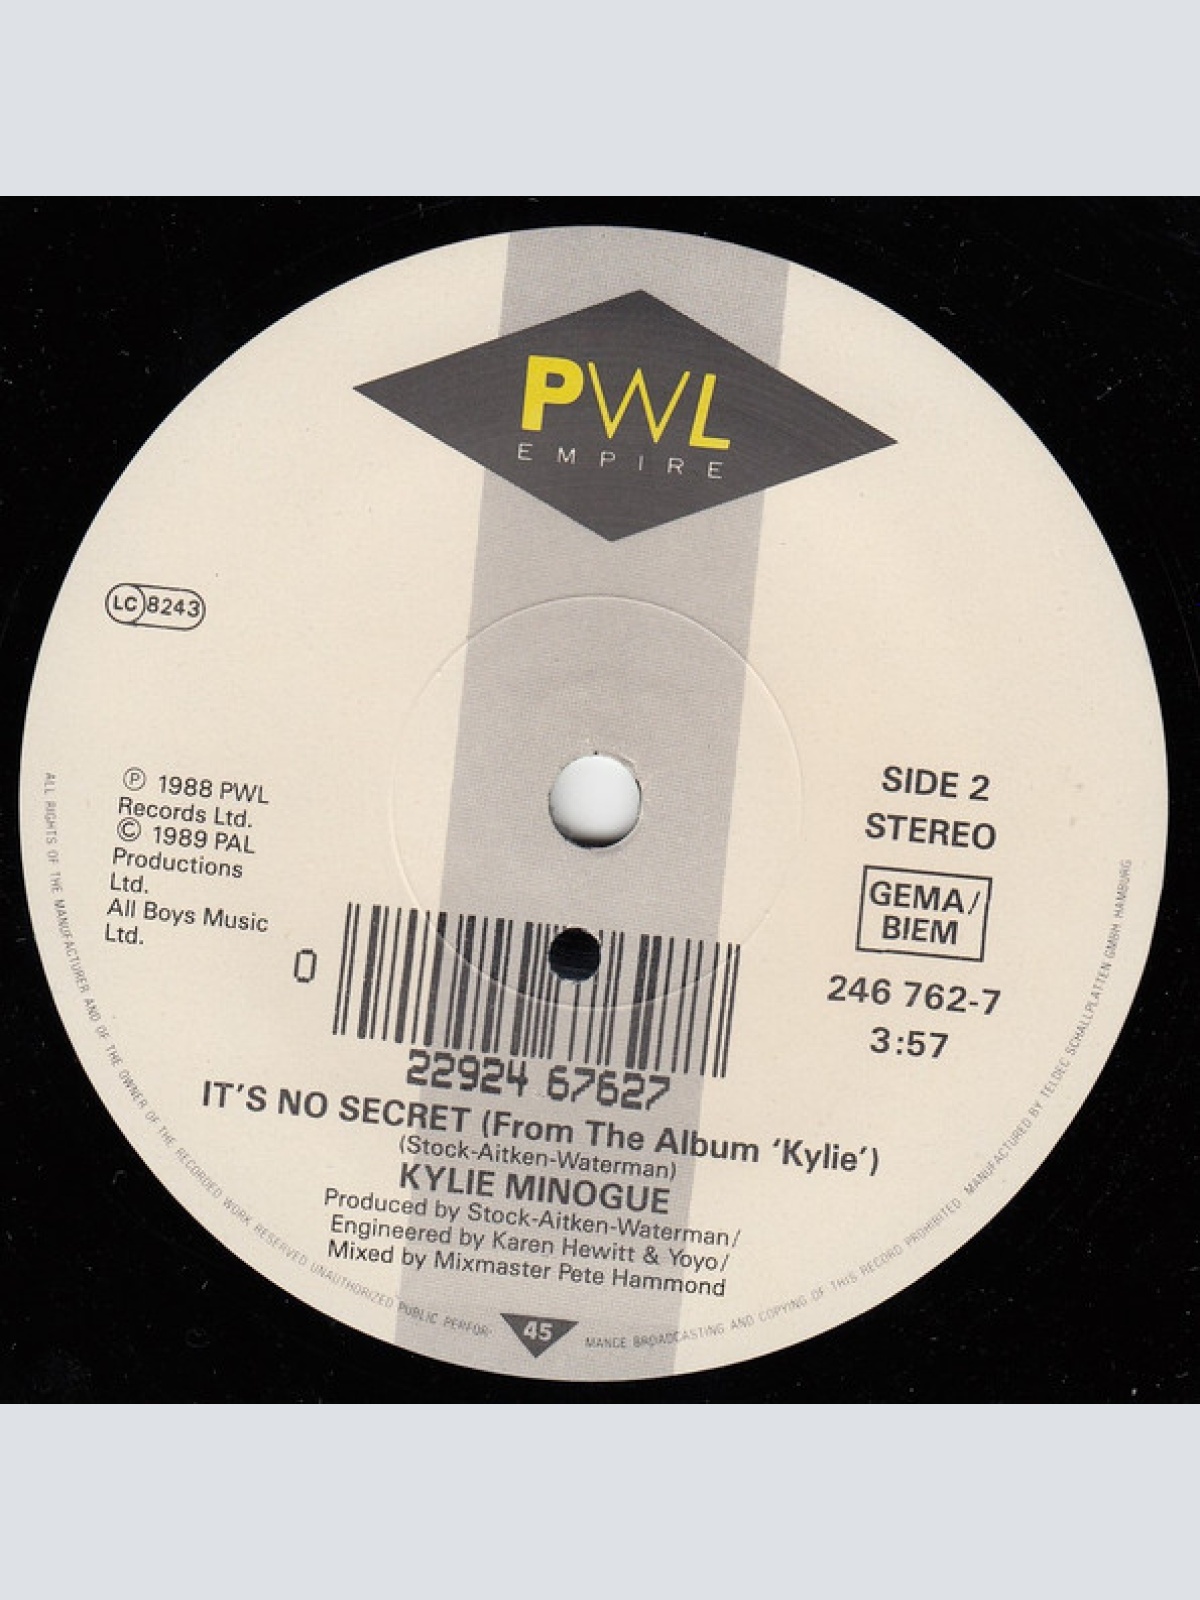 PWL
EMPIRE
LC 8243
Ⓟ 1988 PWL
Records Ltd.
© 1989 PAL
Productions
Ltd.
All Boys Music
Ltd.
SIDE 2
STEREO
GEMA/
BIEM
246 762-7
3:57
0
22924 67627
IT'S NO SECRET (From The Album 'Kylie')
(Stock-Aitken-Waterman)
KYLIE MINOGUE
Produced by Stock-Aitken-Waterman/
Engineered by Karen Hewitt & Yoyo/
Mixed by Mixmaster Pete Hammond
45
ALL RIGHTS OF THE MANUFACTURER AND OF THE OWNER OF THE RECORDED WORK RESERVED UNAUTHORIZED PUBLIC PERFOR- MANCE BROADCASTING AND COPYING OF THIS RECORD PROHIBITED. MANUFACTURED BY TELDEC SCHALLPLATTEN GMBH HAMBURG